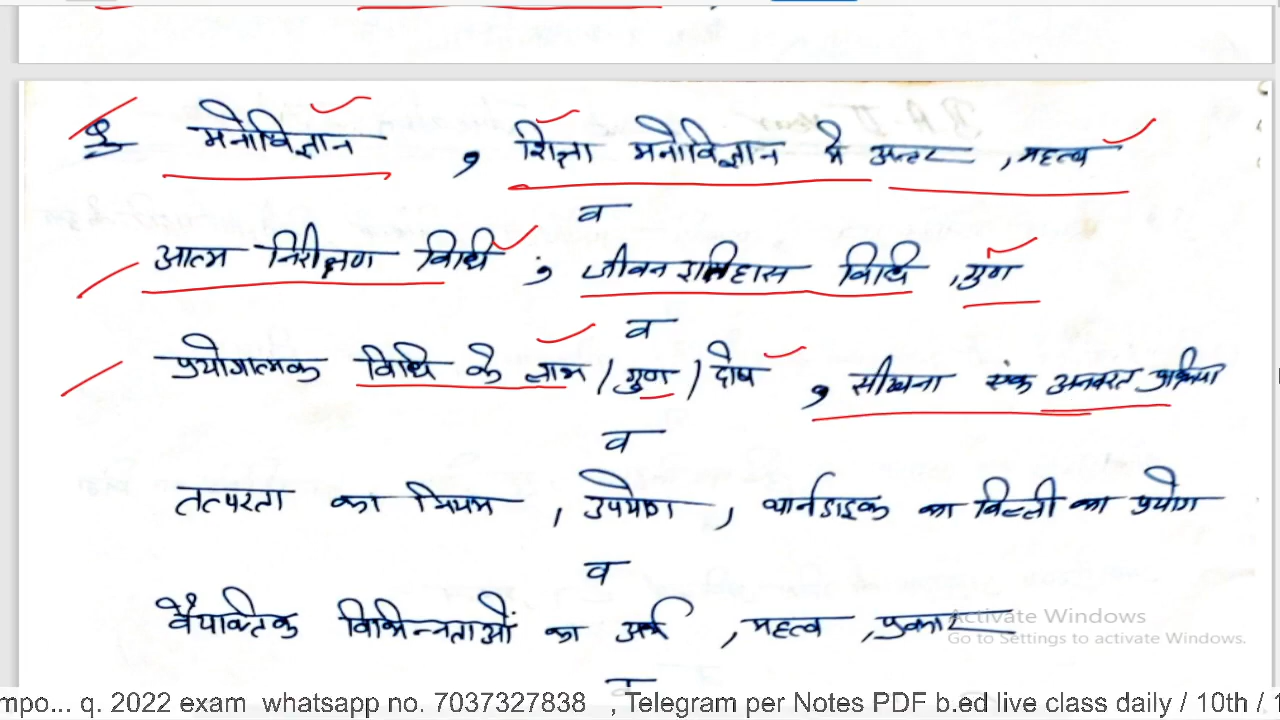 मनोविज्ञान , शिक्षा मनोविज्ञान मे अन्तर , महत्व
व
आत्म निरीक्षण विधि , जीवन इतिहास विधि , गुण
व
प्रयोगात्मक विधि के लाभ / गुण / दोष , सीखना एक अनवरत प्रक्रिया
व
तत्परता का नियम , उपयोग , थार्नडाइक का बिल्ली का प्रयोग
व
वैयक्तिक विभिन्नताओं का अर्थ , महत्व , प्रकार
Activate Windows
Go to Settings to activate Windows.
mpo... q. 2022 exam whatsapp no. 7037327838 , Telegram per Notes PDF b.ed live class daily / 10th /